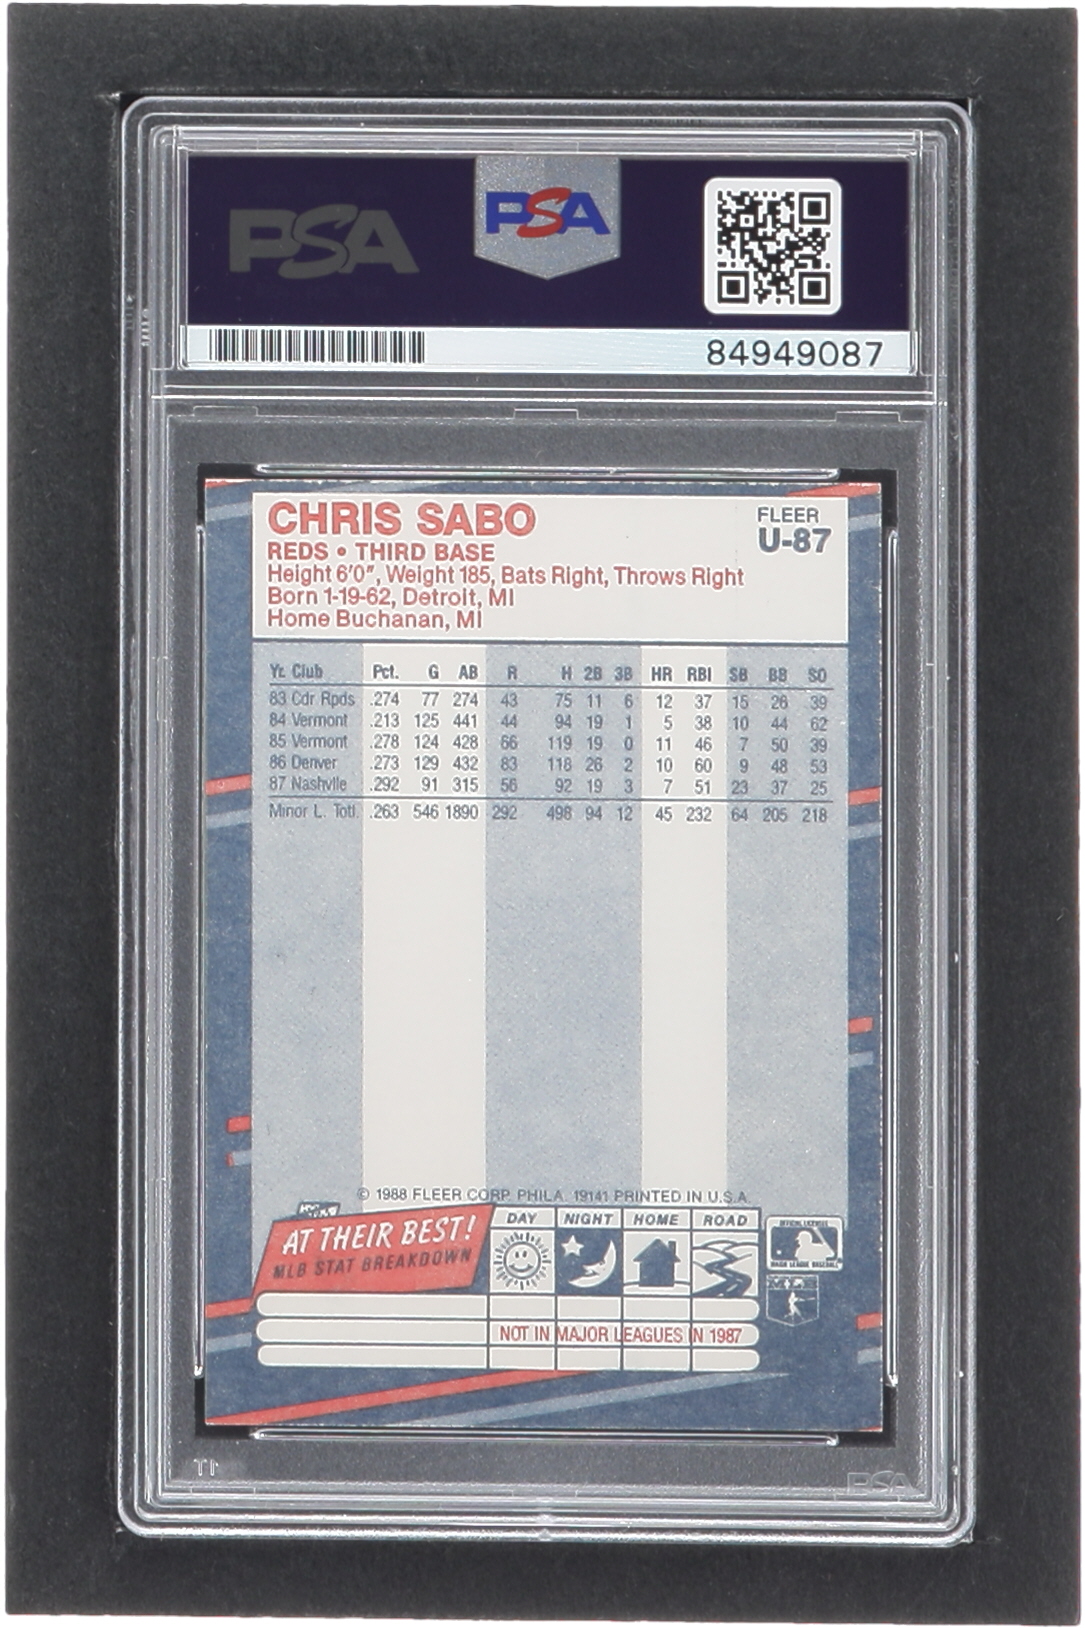 PSA
PSA
84949087
CHRIS SABO
FLEER
U-87
REDS • THIRD BASE
Height 6'0", Weight 185, Bats Right, Throws Right
Born 1-19-62, Detroit, MI
Home Buchanan, MI
Yr. Club Pct. G AB R H 2B 3B HR RBI SB BB SO
83 Cdr Rpds .274 77 274 43 75 11 6 12 37 15 26 39
84 Vermont .213 125 441 44 94 19 1 5 38 10 44 62
85 Vermont .278 124 428 66 119 19 0 11 46 7 50 39
86 Denver .273 129 432 83 118 26 2 10 60 9 48 53
87 Nashvlle .292 91 315 56 92 19 3 7 51 23 37 25
Minor L. Totl. .263 546 1890 292 498 94 12 45 232 64 205 218
© 1988 FLEER CORP. PHILA. 19141 PRINTED IN U.S.A.
AT THEIR BEST!
MLB STAT BREAKDOWN
DAY NIGHT HOME ROAD
OFFICIAL LICENSEE
MAJOR LEAGUE BASEBALL
NOT IN MAJOR LEAGUES IN 1987
PSA